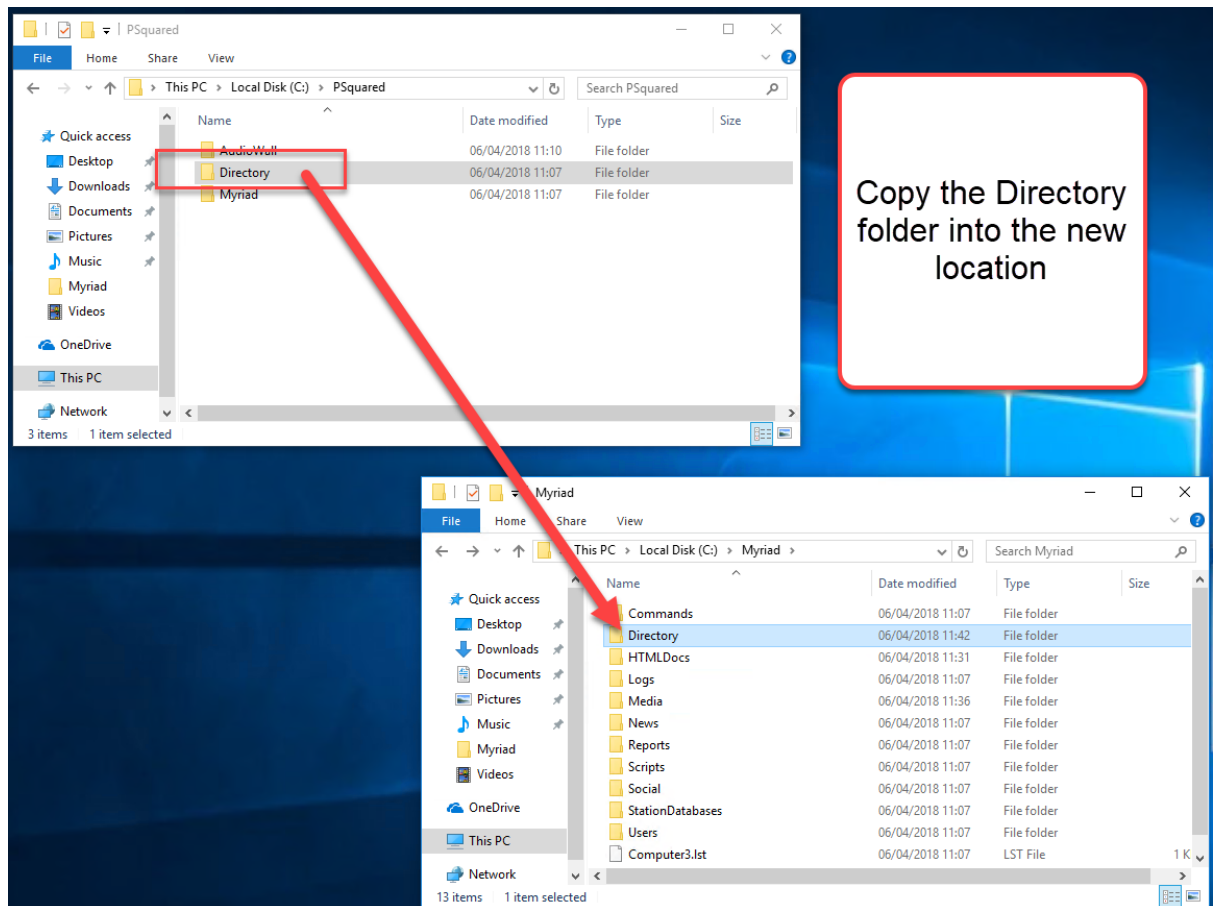 PSquared
File Home Share View
This PC > Local Disk (C:) > PSquared
Search PSquared
Name Date modified Type Size
Quick access
Desktop
Downloads
Documents
Pictures
Music
Myriad
Videos
OneDrive
This PC
Network
AudioWall 06/04/2018 11:10 File folder
Directory 06/04/2018 11:07 File folder
Myriad 06/04/2018 11:07 File folder
3 items 1 item selected
Copy the Directory
folder into the new
location
Myriad
File Home Share View
This PC > Local Disk (C:) > Myriad >
Search Myriad
Name Date modified Type Size
Quick access
Desktop
Downloads
Documents
Pictures
Music
Myriad
Videos
OneDrive
This PC
Network
Commands 06/04/2018 11:07 File folder
Directory 06/04/2018 11:42 File folder
HTMLDocs 06/04/2018 11:31 File folder
Logs 06/04/2018 11:07 File folder
Media 06/04/2018 11:36 File folder
News 06/04/2018 11:07 File folder
Reports 06/04/2018 11:07 File folder
Scripts 06/04/2018 11:07 File folder
Social 06/04/2018 11:07 File folder
StationDatabases 06/04/2018 11:07 File folder
Users 06/04/2018 11:07 File folder
Computer3.lst 06/04/2018 11:07 LST File 1 K
13 items 1 item selected